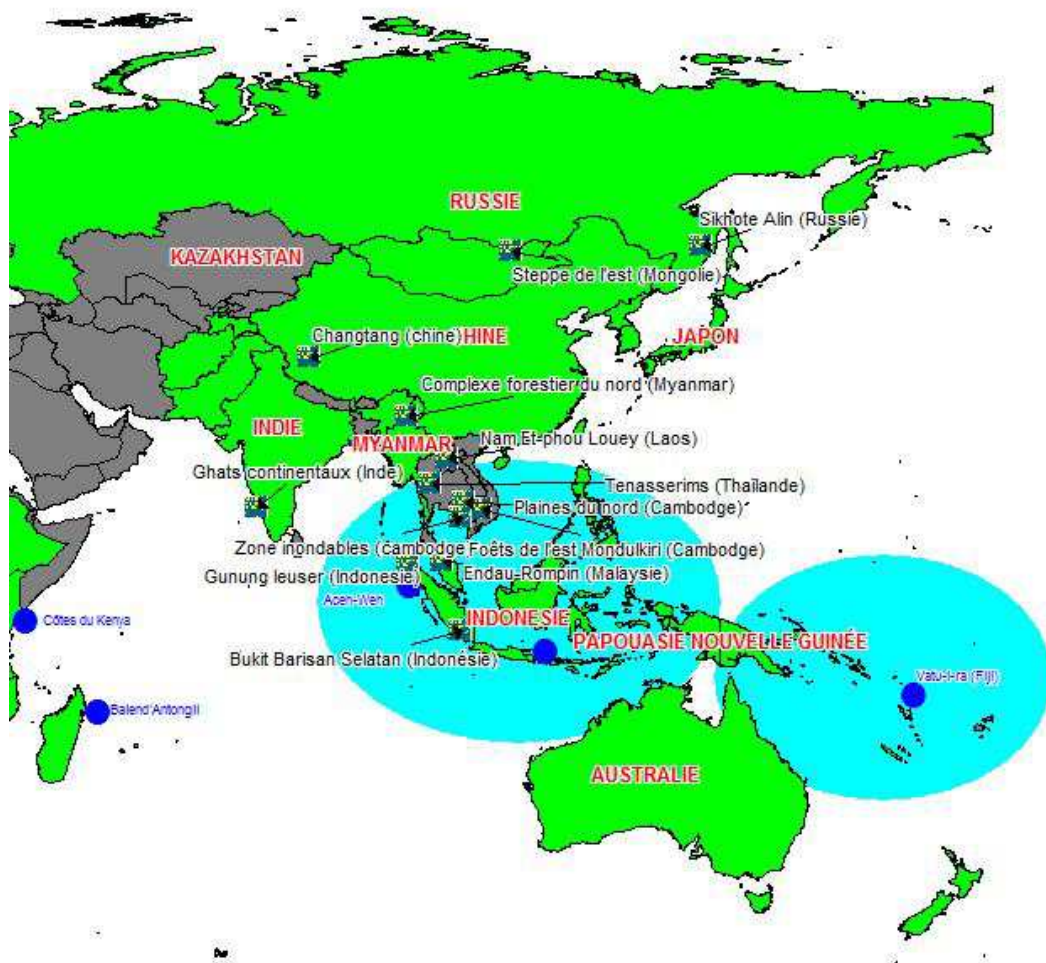 RUSSIE
Sikhote Alin (Russie)
KAZAKHSTAN
Steppe de l'est (Mongolie)
Changtang (chine)
HINE
JAPON
Complexe forestier du nord (Myanmar)
INDIE
MYANMAR
Nam Et-phou Louey (Laos)
Ghats continentaux (Inde)
Tenasserims (Thaïlande)
Plaines du nord (Cambodge)
Zone inondables (cambodge
Foêts de l'est Mondulkiri (Cambodge)
Gunung leuser (Indonesie)
Endau-Rompin (Malaysie)
Aceh-Weh
INDONESIE
Côtes du Kenya
PAPOUASIE NOUVELLE GUINÉE
Bukit Barisan Selatan (Indonésie)
Vatu-i-ra (Fiji)
Baiend'Antongil
AUSTRALIE